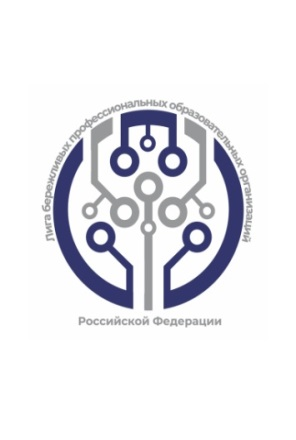 Лига бережливых профессиональных образовательных организаций
Российской Федерации